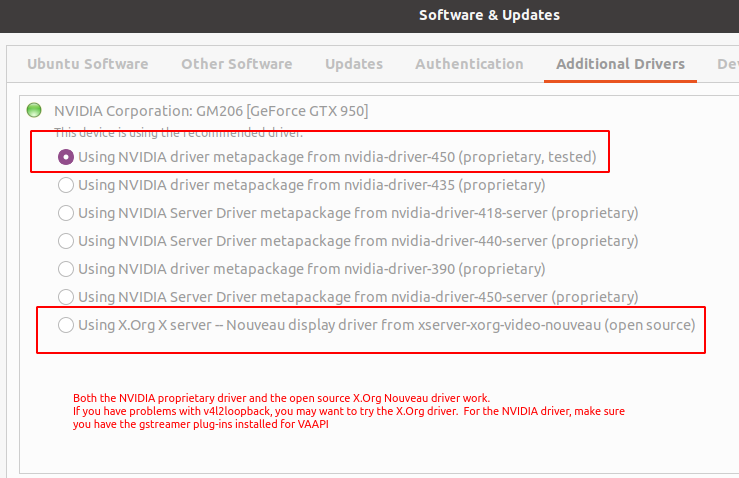 Software & Updates
Ubuntu Software Other Software Updates Authentication Additional Drivers De
NVIDIA Corporation: GM206 [GeForce GTX 950]
This device is using the recommended driver.
Using NVIDIA driver metapackage from nvidia-driver-450 (proprietary, tested)
Using NVIDIA driver metapackage from nvidia-driver-435 (proprietary)
Using NVIDIA Server Driver metapackage from nvidia-driver-418-server (proprietary)
Using NVIDIA Server Driver metapackage from nvidia-driver-440-server (proprietary)
Using NVIDIA driver metapackage from nvidia-driver-390 (proprietary)
Using NVIDIA Server Driver metapackage from nvidia-driver-450-server (proprietary)
Using X.Org X server -- Nouveau display driver from xserver-xorg-video-nouveau (open source)
Both the NVIDIA proprietary driver and the open source X.Org Nouveau driver work.
If you have problems with v4l2loopback, you may want to try the X.Org driver.  For the NVIDIA driver, make sure
you have the gstreamer plug-ins installed for VAAPI